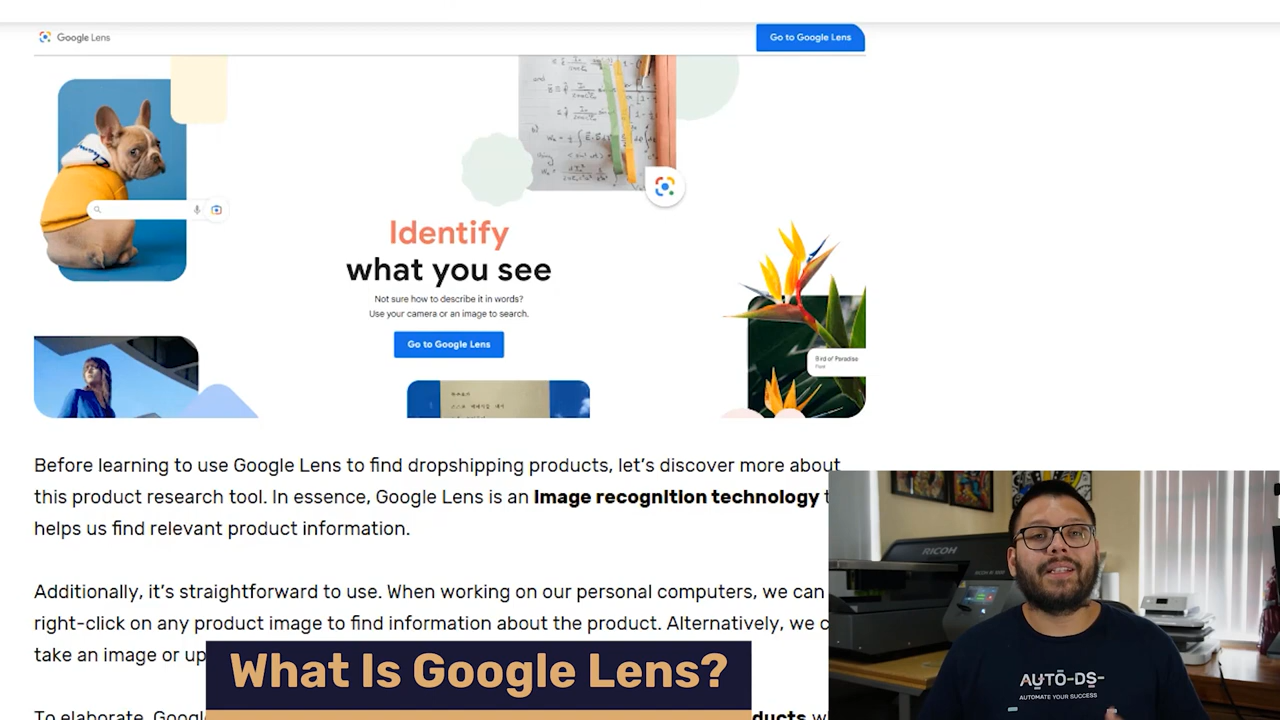 Google Lens
Go to Google Lens
Identify
what you see
Not sure how to describe it in words?
Use your camera or an image to search.
Go to Google Lens
Bird of Paradise
Plant
Before learning to use Google Lens to find dropshipping products, let's discover more about
this product research tool. In essence, Google Lens is an image recognition technology
helps us find relevant product information.
Additionally, it's straightforward to use. When working on our personal computers, we can
right-click on any product image to find information about the product. Alternatively, we
take an image or
What Is Google Lens?
To elaborate,
RICOH
AUTO-DS-
AUTOMATE YOUR SUCCESS